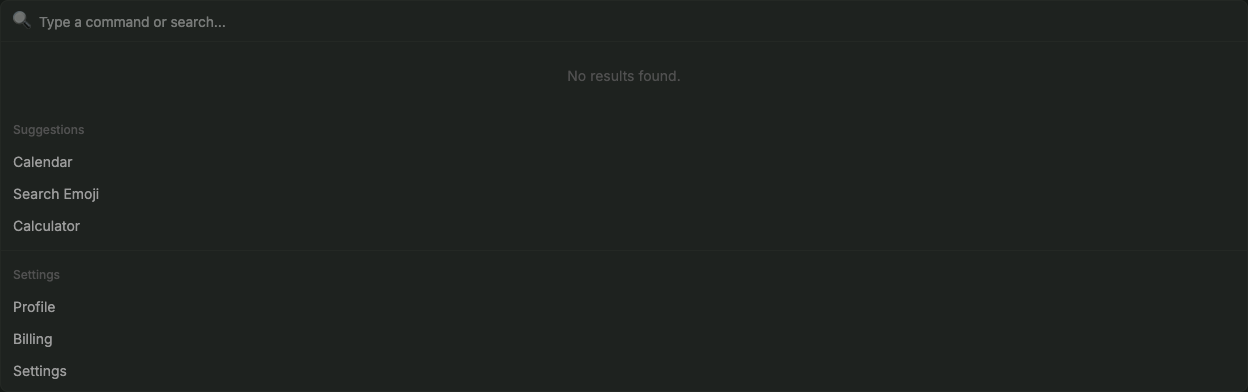 Type a command or search...
No results found.
Suggestions
Calendar
Search Emoji
Calculator
Settings
Profile
Billing
Settings